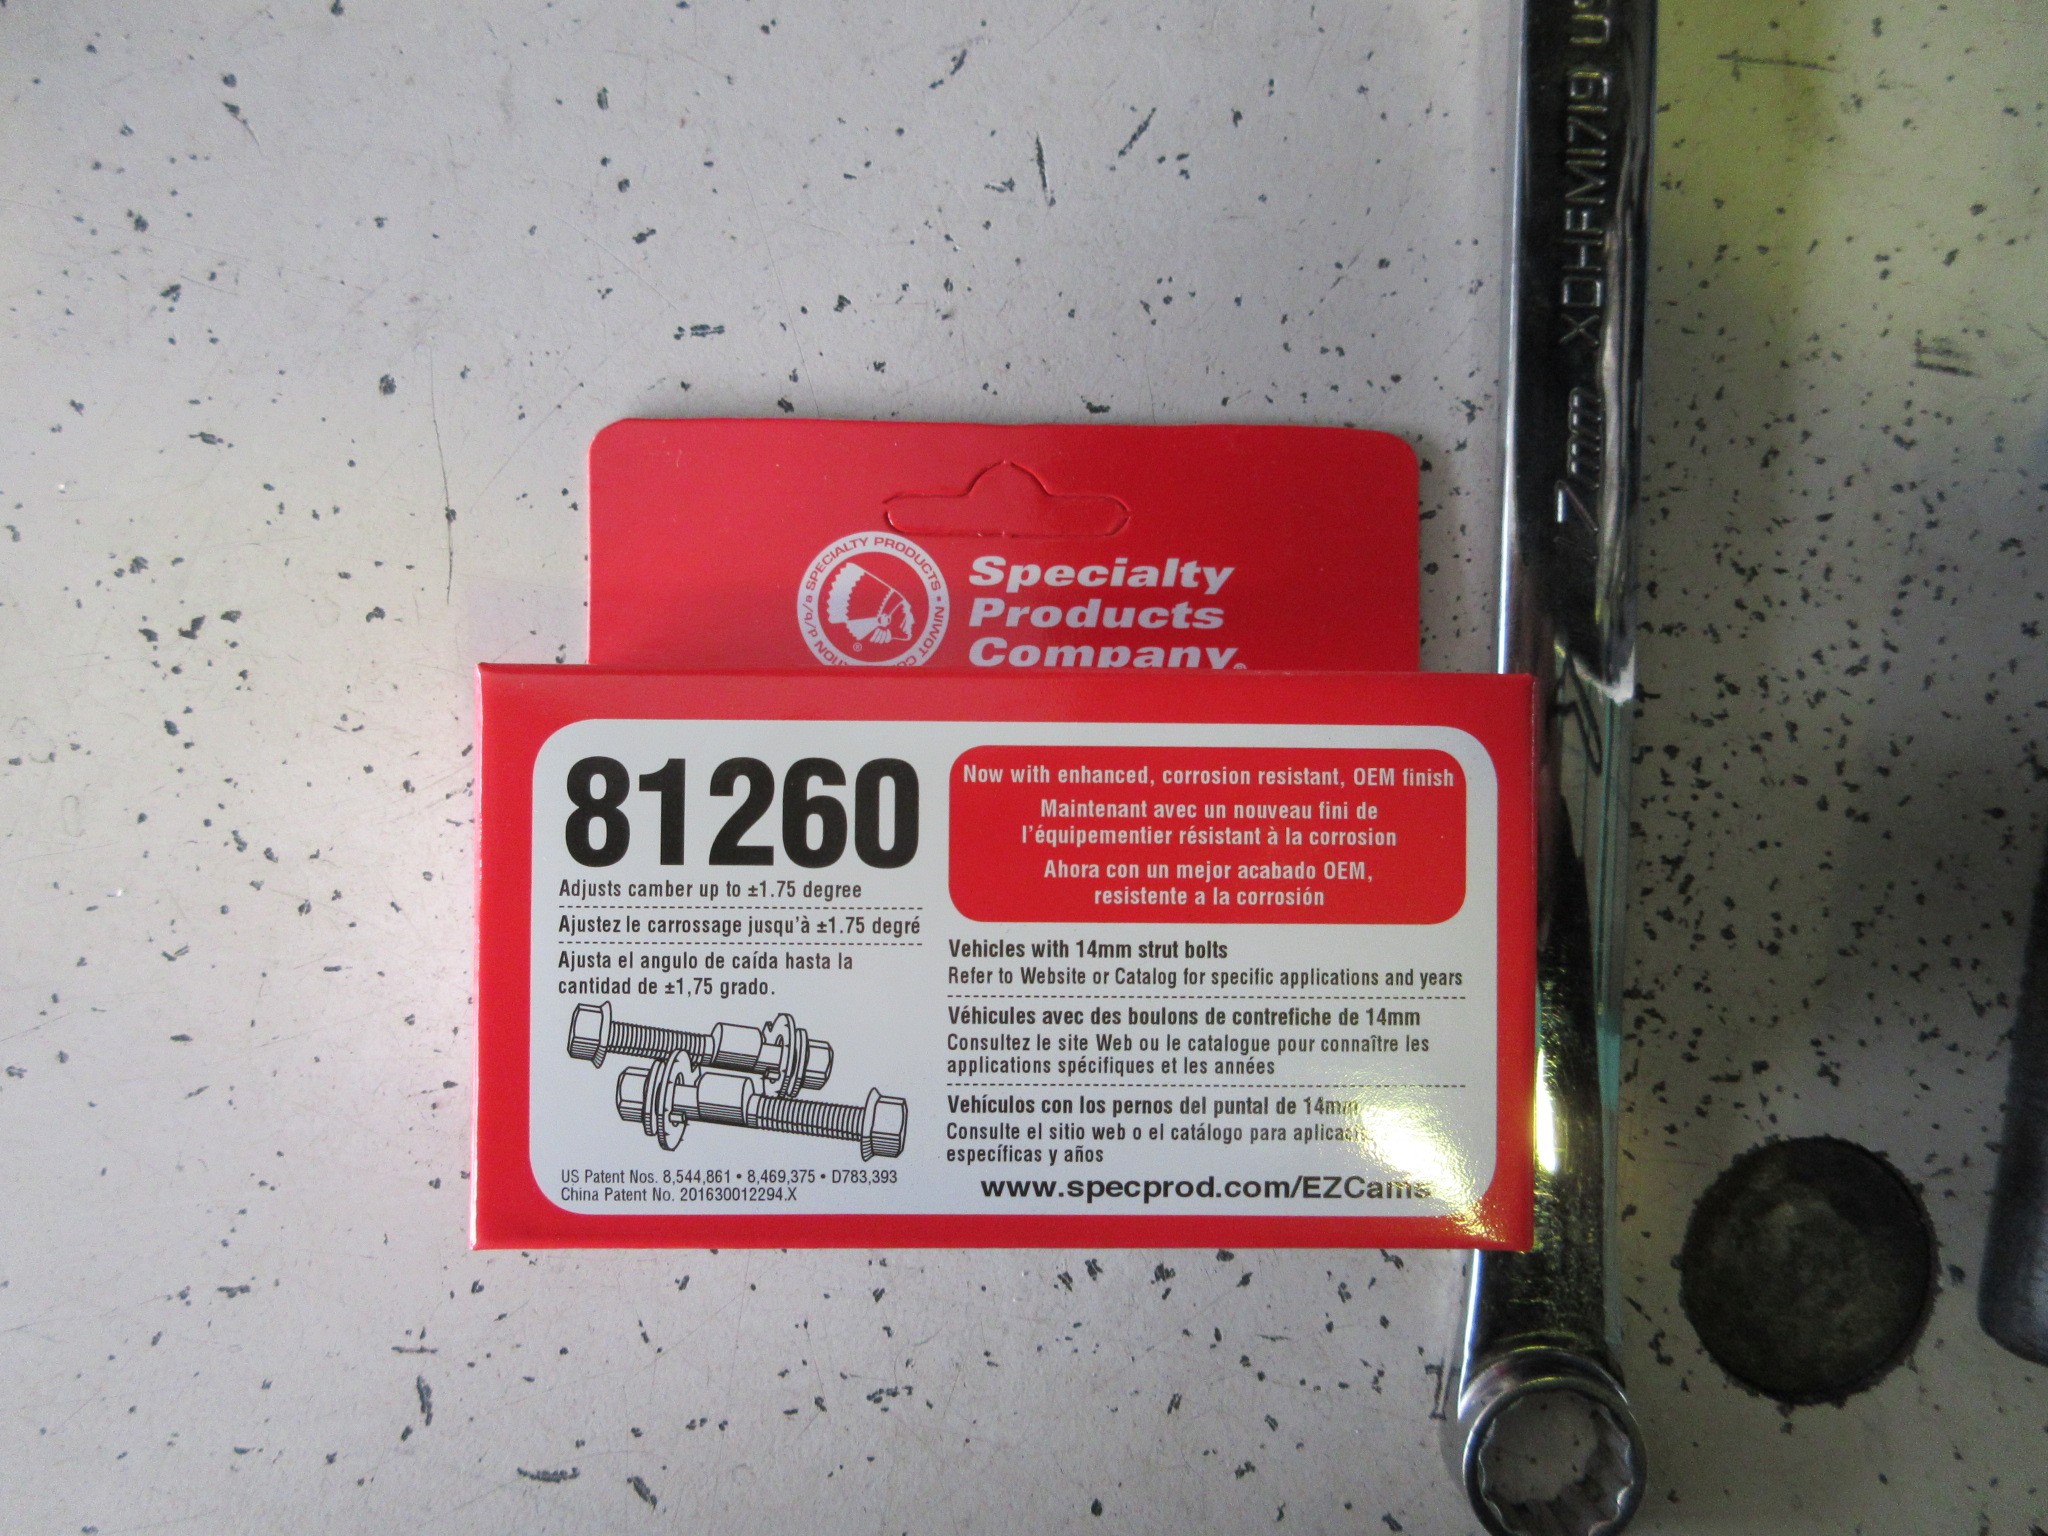 SPECIALTY PRODUCTS • NIWOT CO
d/b/a
®
Specialty
Products
Company®
81260
Adjusts camber up to ±1.75 degree
Ajustez le carrossage jusqu'à ±1.75 degré
Ajusta el angulo de caída hasta la
cantidad de ±1,75 grado.
US Patent Nos. 8,544,861 • 8,469,375 • D783,393
China Patent No. 201630012294.X
Now with enhanced, corrosion resistant, OEM finish
Maintenant avec un nouveau fini de
l'équipementier résistant à la corrosion
Ahora con un mejor acabado OEM,
resistente a la corrosión
Vehicles with 14mm strut bolts
Refer to Website or Catalog for specific applications and years
Véhicules avec des boulons de contrefiche de 14mm
Consultez le site Web ou le catalogue pour connaître les
applications spécifiques et les années
Vehículos con los pernos del puntal de 14mm
Consulte el sitio web o el catálogo para
específicas y años
www.specprod.com/EZCams
17mm XDHFM1719